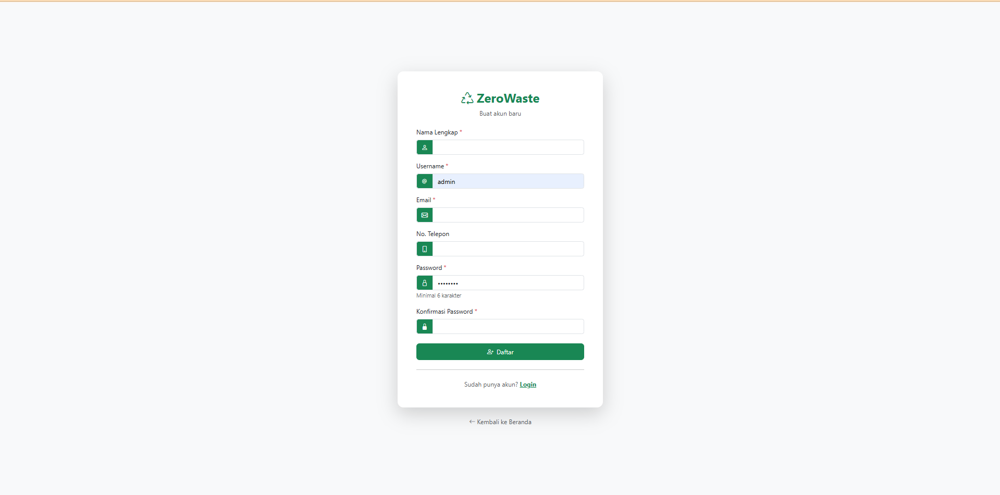 ZeroWaste
Buat akun baru
Nama Lengkap *
Username *
@ admin
Email *
No. Telepon
Password *
••••••••
Minimal 6 karakter
Konfirmasi Password *
Daftar
Sudah punya akun? Login
← Kembali ke Beranda